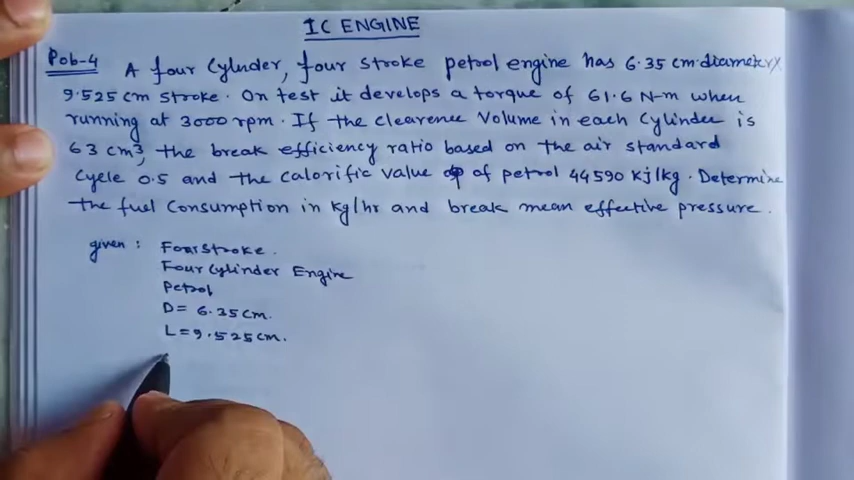 IC ENGINE
Pob-4 A four Cylinder, four stroke petrol engine has 6.35 cm diameter X
9.525 cm stroke. On test it develops a torque of 61.6 N-m when
running at 3000 rpm. If the clearence Volume in each Cylinder is
63 cm³, the break efficiency ratio based on the air standard
Cycle 0.5 and the calorific value of petrol 44590 kJ/kg. Determine
the fuel Consumption in kg/hr and break mean effective pressure.
given : Four stroke.
Four Cylinder Engine
Petrol
D = 6.35 cm.
L = 9.525 cm.